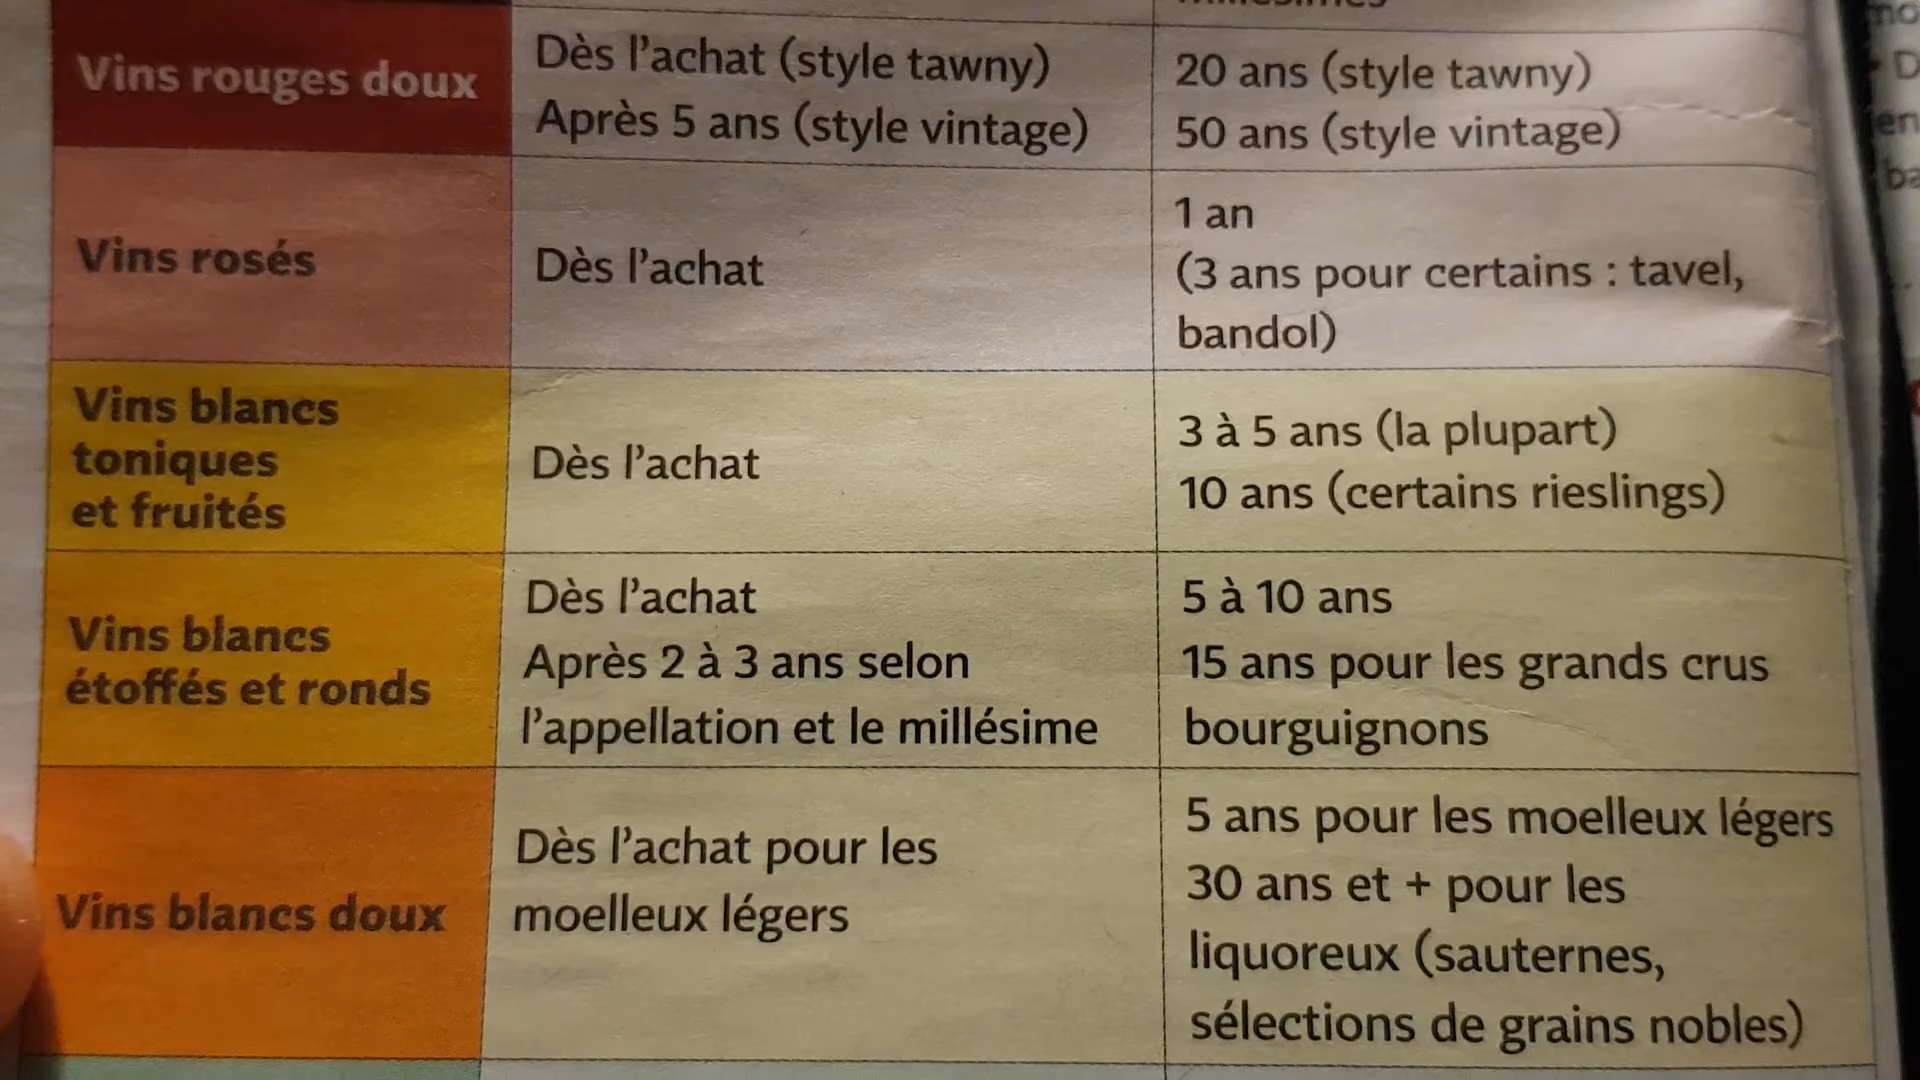 Vins rouges doux
Dès l’achat (style tawny)
Après 5 ans (style vintage)
20 ans (style tawny)
50 ans (style vintage)
Vins rosés
Dès l’achat
1 an
(3 ans pour certains : tavel,
bandol)
Vins blancs
toniques
et fruités
Dès l’achat
3 à 5 ans (la plupart)
10 ans (certains rieslings)
Vins blancs
étoffés et ronds
Dès l’achat
Après 2 à 3 ans selon
l’appellation et le millésime
5 à 10 ans
15 ans pour les grands crus
bourguignons
Vins blancs doux
Dès l’achat pour les
moelleux légers
5 ans pour les moelleux légers
30 ans et + pour les
liquoreux (sauternes,
sélections de grains nobles)